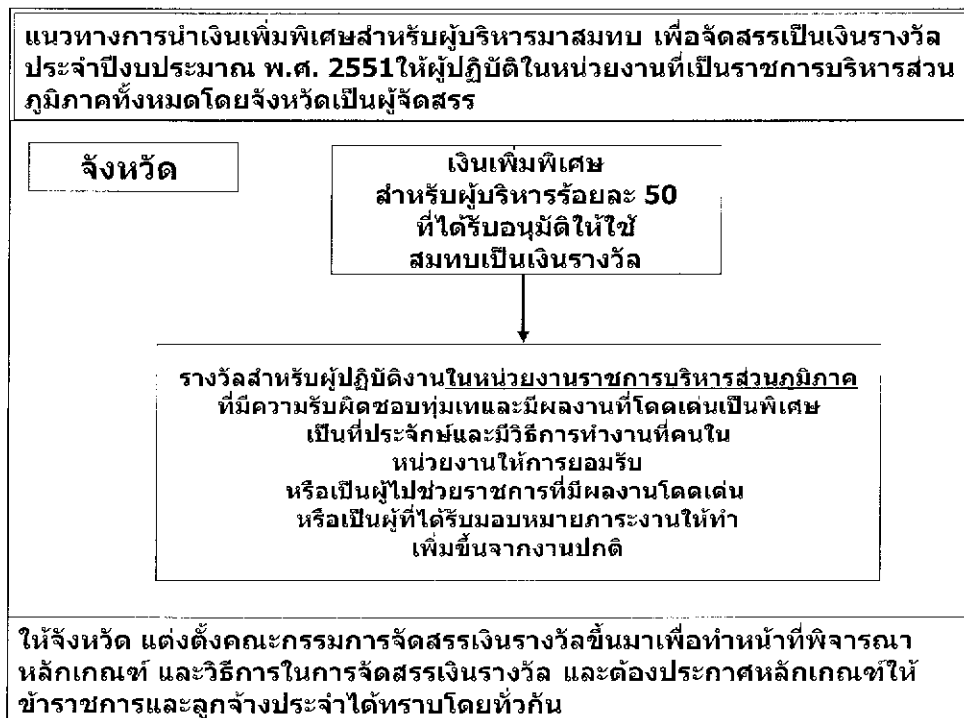 แนวทางการนำเงินเพิ่มพิเศษสำหรับผู้บริหารมาสมทบ เพื่อจัดสรรเป็นเงินรางวัล
ประจำปีงบประมาณ พ.ศ. 2551ให้ผู้ปฏิบัติในหน่วยงานที่เป็นราชการบริหารส่วน
ภูมิภาคทั้งหมดโดยจังหวัดเป็นผู้จัดสรร
จังหวัด
เงินเพิ่มพิเศษ
สำหรับผู้บริหารร้อยละ 50
ที่ได้รับอนุมัติให้ใช้
สมทบเป็นเงินรางวัล
รางวัลสำหรับผู้ปฏิบัติงานในหน่วยงานราชการบริหารส่วนภูมิภาค
ที่มีความรับผิดชอบทุ่มเทและมีผลงานที่โดดเด่นเป็นพิเศษ
เป็นที่ประจักษ์และมีวิธีการทำงานที่คนใน
หน่วยงานให้การยอมรับ
หรือเป็นผู้ไปช่วยราชการที่มีผลงานโดดเด่น
หรือเป็นผู้ที่ได้รับมอบหมายภาระงานให้ทำ
เพิ่มขึ้นจากงานปกติ
ให้จังหวัด แต่งตั้งคณะกรรมการจัดสรรเงินรางวัลขึ้นมาเพื่อทำหน้าที่พิจารณา
หลักเกณฑ์ และวิธีการในการจัดสรรเงินรางวัล และต้องประกาศหลักเกณฑ์ให้
ข้าราชการและลูกจ้างประจำได้ทราบโดยทั่วกัน